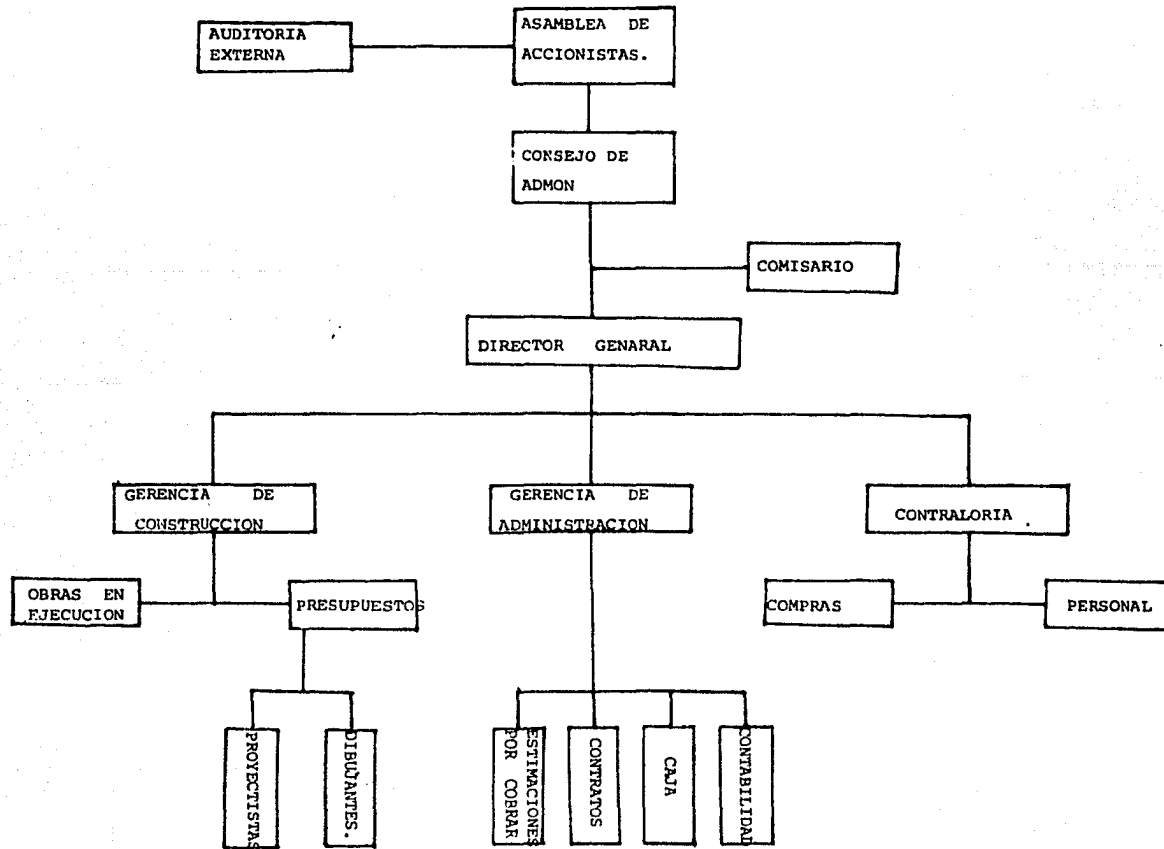 AUDITORIA
EXTERNA
ASAMBLEA DE
ACCIONISTAS.
CONSEJO DE
ADMON
COMISARIO
DIRECTOR GENARAL
GERENCIA DE
CONSTRUCCION
GERENCIA DE
ADMINISTRACION
CONTRALORIA .
OBRAS EN
EJECUCION
PRESUPUESTOS
COMPRAS
PERSONAL
PROYECTISTAS
DIBUJANTES.
ESTIMACIONES
POR COBRAR
CONTRATOS
CAJA
CONTABILIDAD